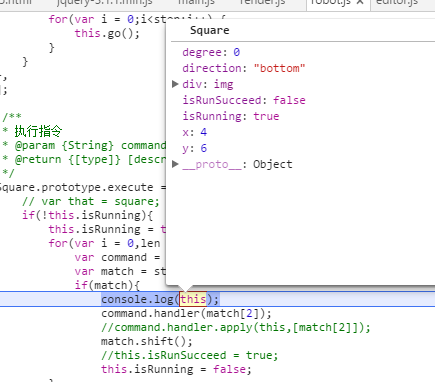 jquery-3.1.1.min.js main.js render.js robot.js editor.js
for(var i = 0;i<step;i++) {
this.go();
}
}
},
];
/**
* 执行指令
* @param {String} command
* @return {[type]} [descr
*/
Square.prototype.execute =
// var that = square;
if(!this.isRunning){
this.isRunning = t
for(var i = 0,len
var command =
var match = st
if(match){
console.log(this);
command.handler(match[2]);
//command.handler.apply(this,[match[2]]);
match.shift();
//this.isRunSucceed = true;
this.isRunning = false;
Square
degree: 0
direction: "bottom"
div: img
isRunSucceed: false
isRunning: true
x: 4
y: 6
__proto__: Object